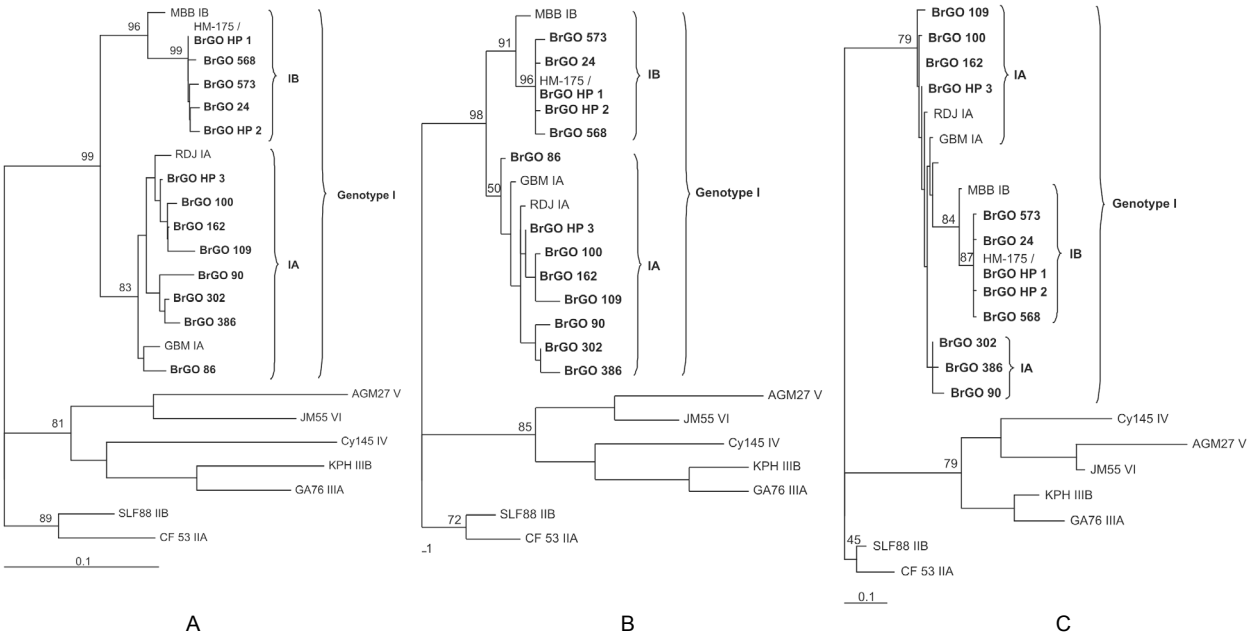 96
MBB IB
HM-175 /
BrGO HP 1
99
BrGO 568
BrGO 573
BrGO 24
BrGO HP 2
IB
99
RDJ IA
BrGO HP 3
BrGO 100
BrGO 162
BrGO 109
83
BrGO 90
BrGO 302
BrGO 386
GBM IA
BrGO 86
IA
Genotype I
AGM27 V
81
JM55 VI
Cy145 IV
KPH IIIB
GA76 IIIA
89
SLF88 IIB
CF 53 IIA
0.1
A
MBB IB
91
BrGO 573
BrGO 24
96
HM-175 /
BrGO HP 1
BrGO HP 2
BrGO 568
IB
98
BrGO 86
50
GBM IA
RDJ IA
BrGO HP 3
BrGO 100
BrGO 162
BrGO 109
BrGO 90
BrGO 302
BrGO 386
IA
Genotype I
AGM27 V
85
JM55 VI
Cy145 IV
KPH IIIB
GA76 IIIA
72
SLF88 IIB
CF 53 IIA
.1
B
BrGO 109
79
BrGO 100
BrGO 162
BrGO HP 3
RDJ IA
GBM IA
IA
MBB IB
84
BrGO 573
BrGO 24
87
HM-175 /
BrGO HP 1
BrGO HP 2
BrGO 568
IB
Genotype I
BrGO 302
BrGO 386
BrGO 90
IA
Cy145 IV
AGM27 V
79
JM55 VI
KPH IIIB
GA76 IIIA
45
SLF88 IIB
CF 53 IIA
0.1
C